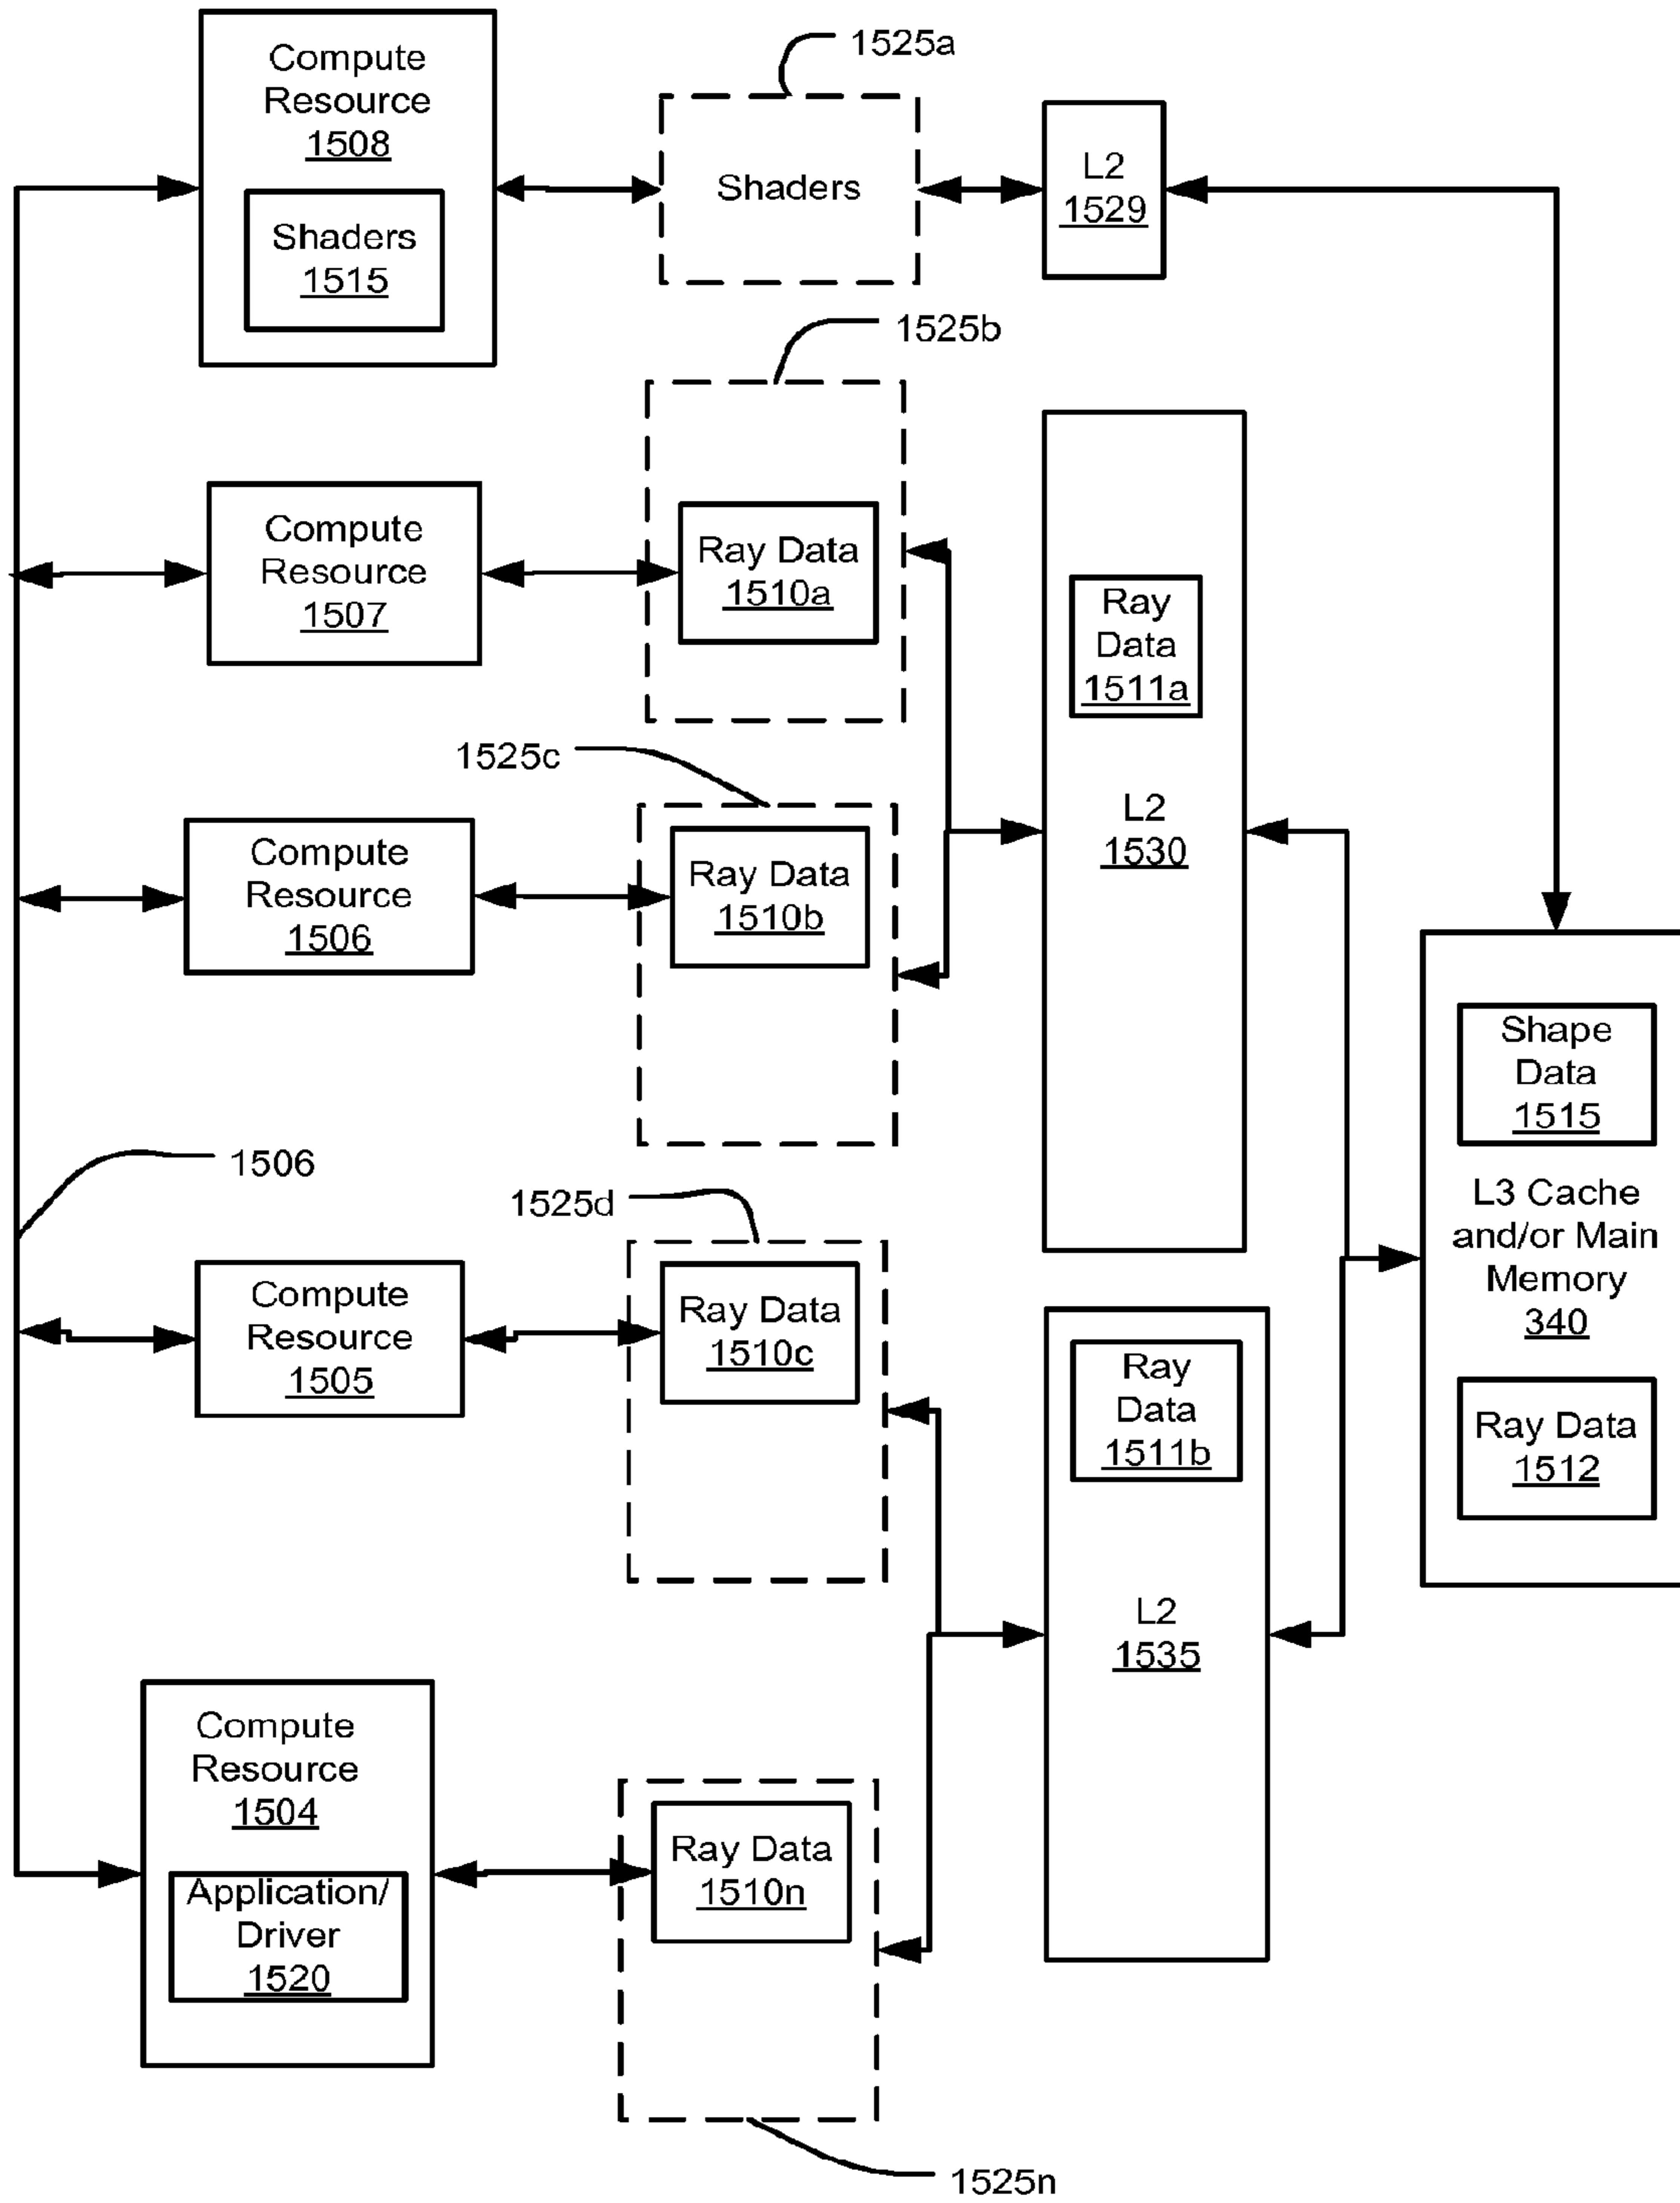 1525a
Compute
Resource
1508
Shaders
1515
Shaders
L2
1529
1525b
Compute
Resource
1507
Ray Data
1510a
Ray
Data
1511a
L2
1530
1525c
Compute
Resource
1506
Ray Data
1510b
Shape
Data
1515
L3 Cache
and/or Main
Memory
340
Ray Data
1512
1506
1525d
Compute
Resource
1505
Ray Data
1510c
Ray
Data
1511b
L2
1535
Compute
Resource
1504
Application/
Driver
1520
Ray Data
1510n
1525n